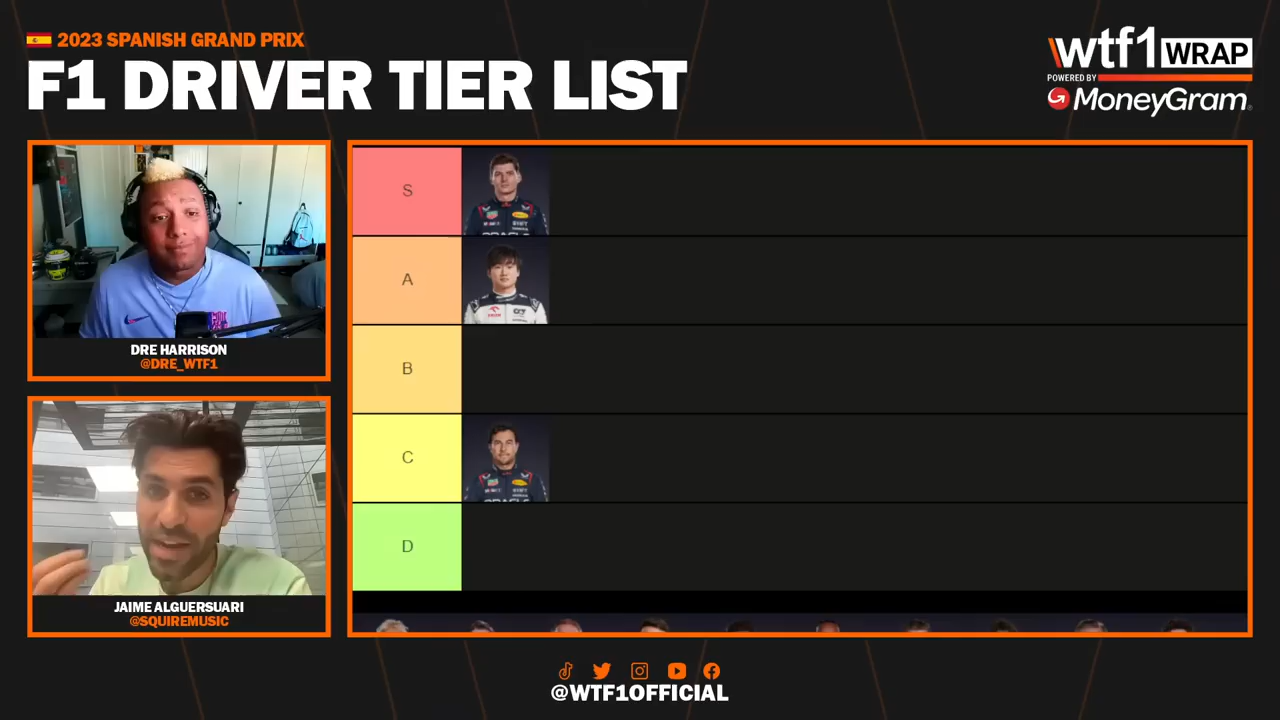 2023 SPANISH GRAND PRIX
F1 DRIVER TIER LIST
wtf1 WRAP
POWERED BY
MoneyGram
S
A
B
C
D
DRE HARRISON
@DRE_WTF1
JAIME ALGUERSUARI
@SQUIREMUSIC
@WTF1OFFICIAL